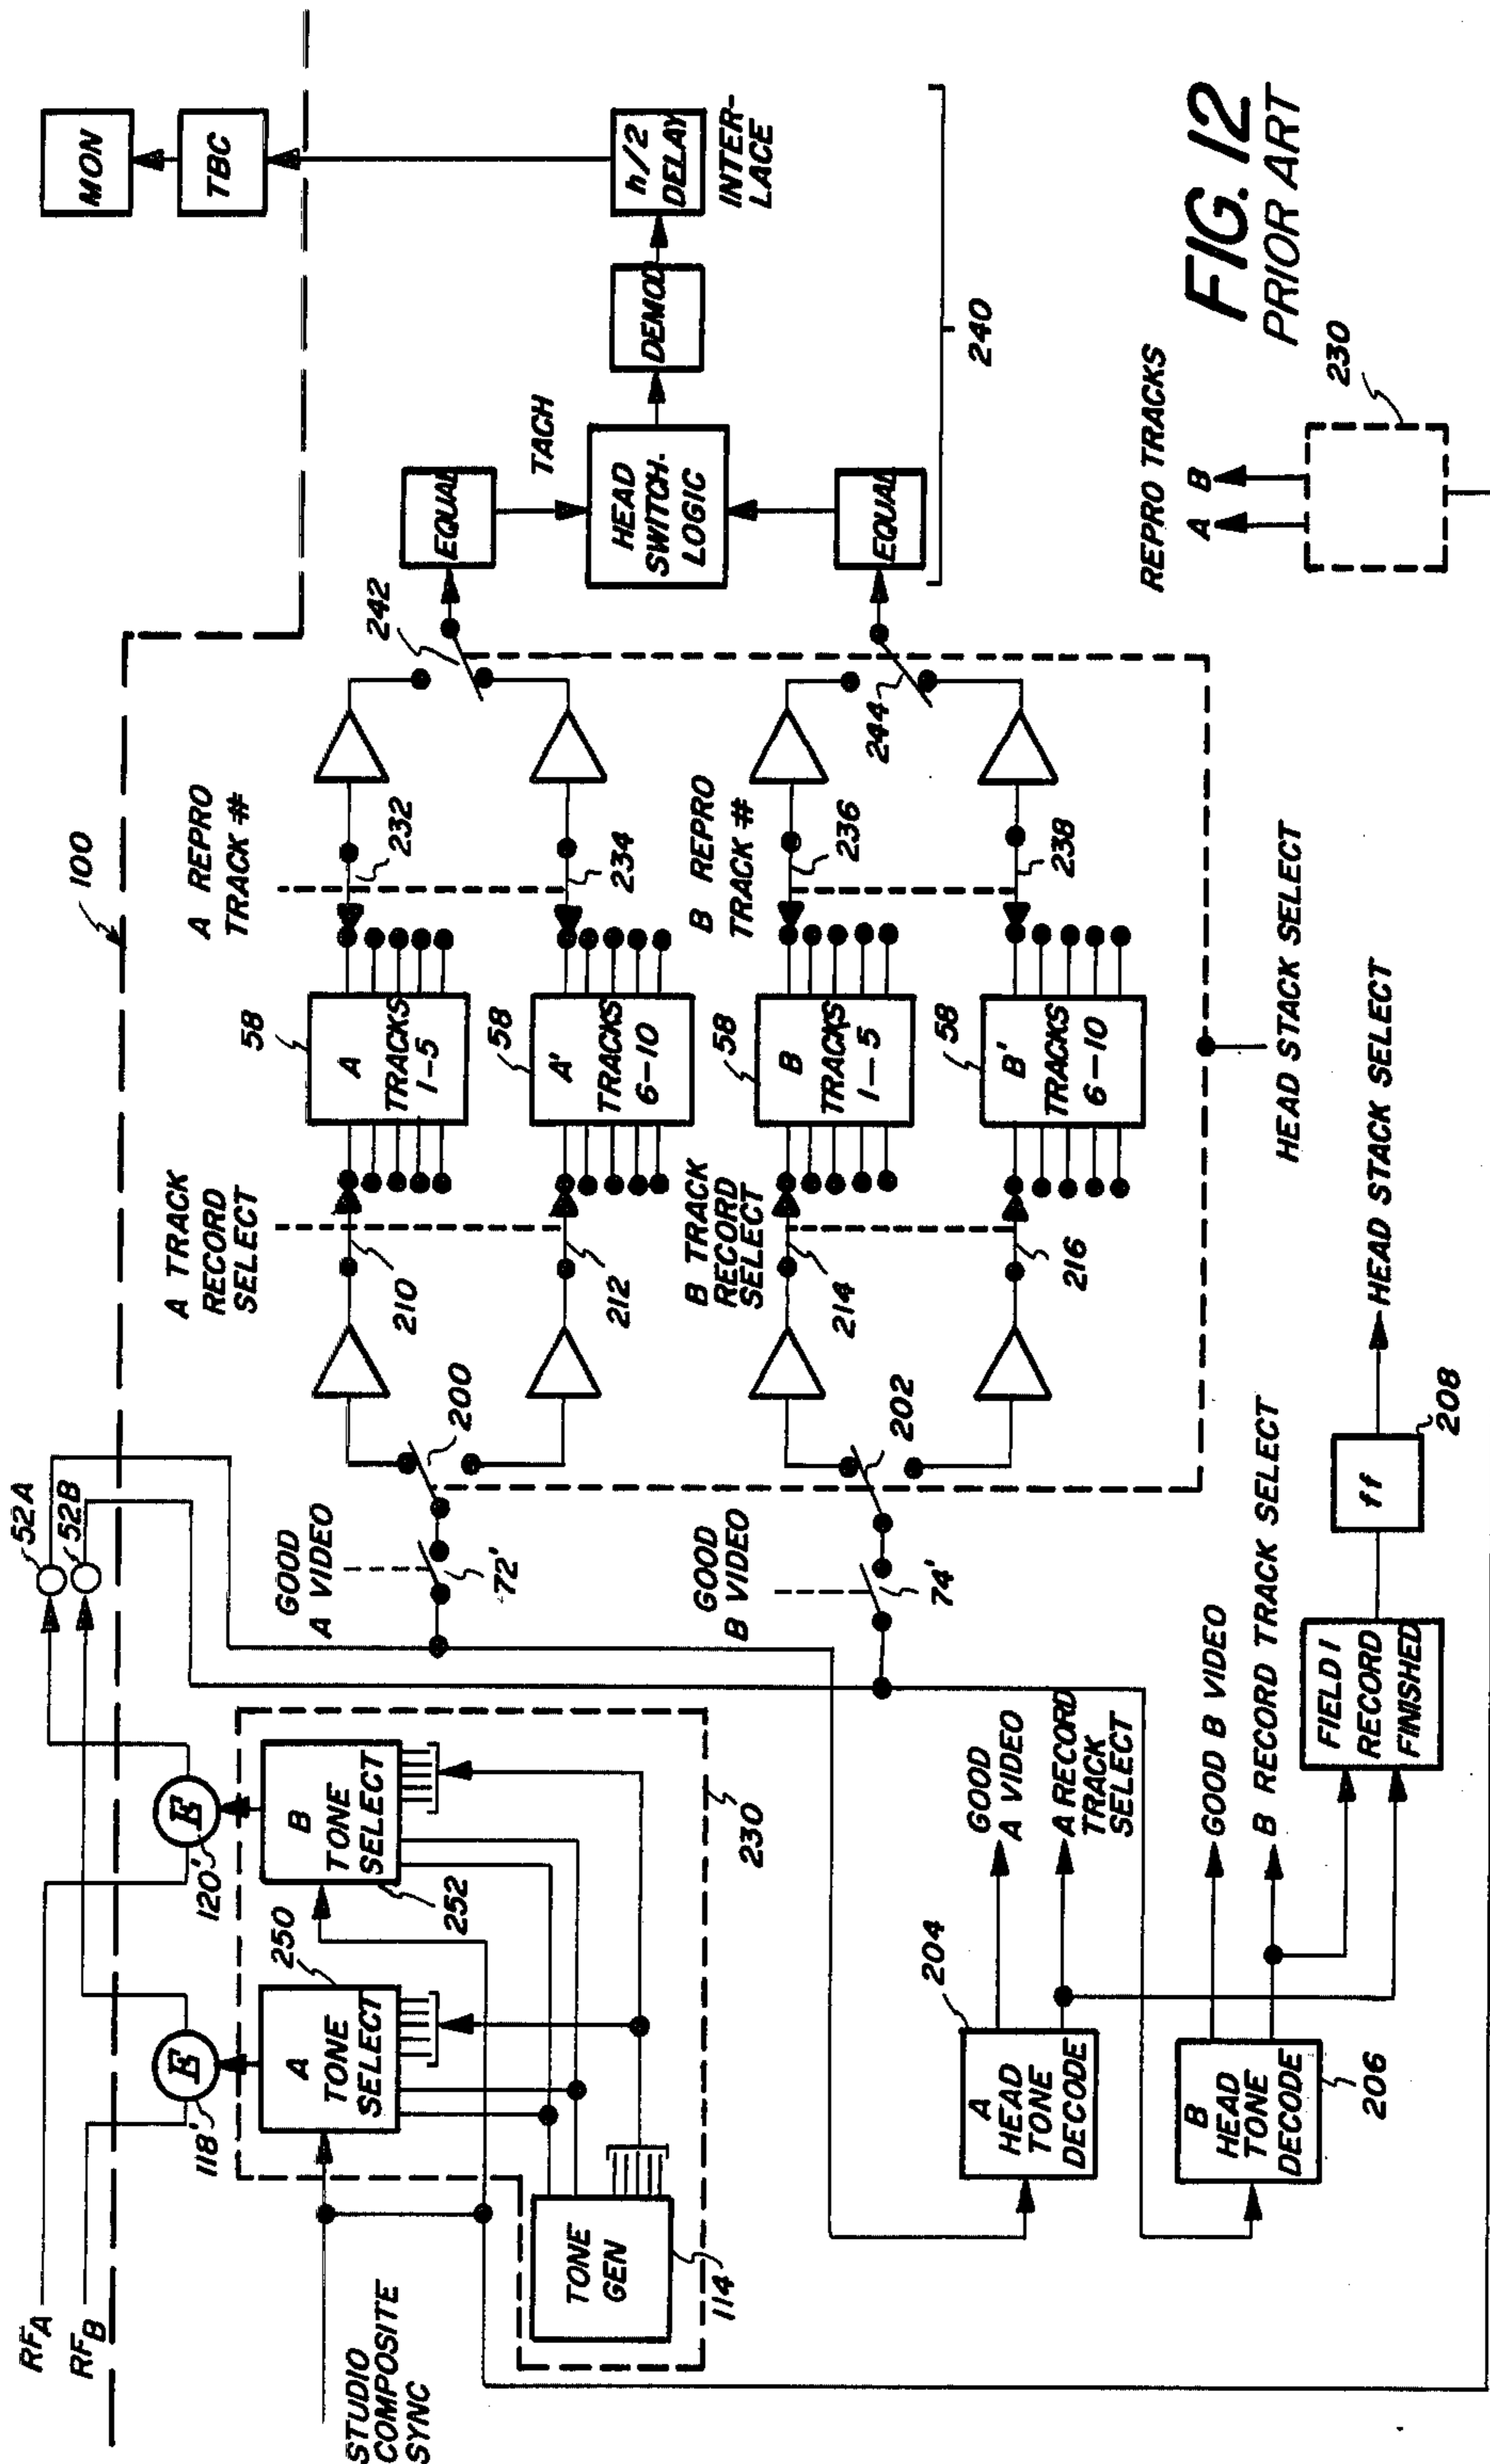 RFA
RFB
STUDIO
COMPOSITE
SYNC
118'
E
120'
E
52A
52B
100
A
TONE
SELECT
250
B
TONE
SELECT
252
230
TONE
GEN
114
GOOD
A VIDEO
72'
GOOD
B VIDEO
74'
200
202
A TRACK
RECORD
SELECT
210
212
B TRACK
RECORD
SELECT
214
216
58
A
TRACKS
1-5
58
A'
TRACKS
6-10
58
B
TRACKS
1-5
58
B'
TRACKS
6-10
A REPRO
TRACK #
232
234
B REPRO
TRACK #
236
238
242
244
EQUAL
TACH
HEAD
SWITCH.
LOGIC
EQUAL
DEMOD
h/2
DELAY
INTER-
LACE
TBC
MON
240
HEAD STACK SELECT
204
A
HEAD
TONE
DECODE
GOOD
A VIDEO
A RECORD
TRACK
SELECT
B
HEAD
TONE
DECODE
206
GOOD B VIDEO
B RECORD TRACK SELECT
FIELD 1
RECORD
FINISHED
ff
208
HEAD STACK SELECT
REPRO TRACKS
A B
230
FIG. 12
PRIOR ART